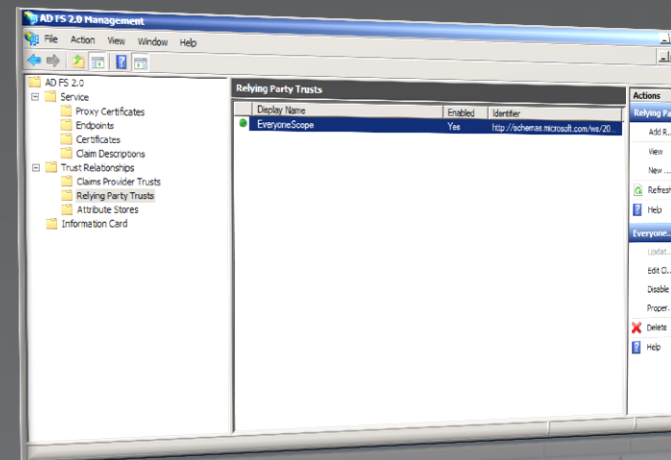 AD FS 2.0 Management
File Action View Window Help
AD FS 2.0
Service
Proxy Certificates
Endpoints
Certificates
Claim Descriptions
Trust Relationships
Claims Provider Trusts
Relying Party Trusts
Attribute Stores
Information Card
Relying Party Trusts
Display Name Enabled Identifier
EveryoneScope Yes http://schemas.microsoft.com/ws/20...
Actions
Relying Pa
Add R...
View
New ...
Refresh
Help
Everyone...
Updat...
Edit Cl...
Disable
Proper...
Delete
Help